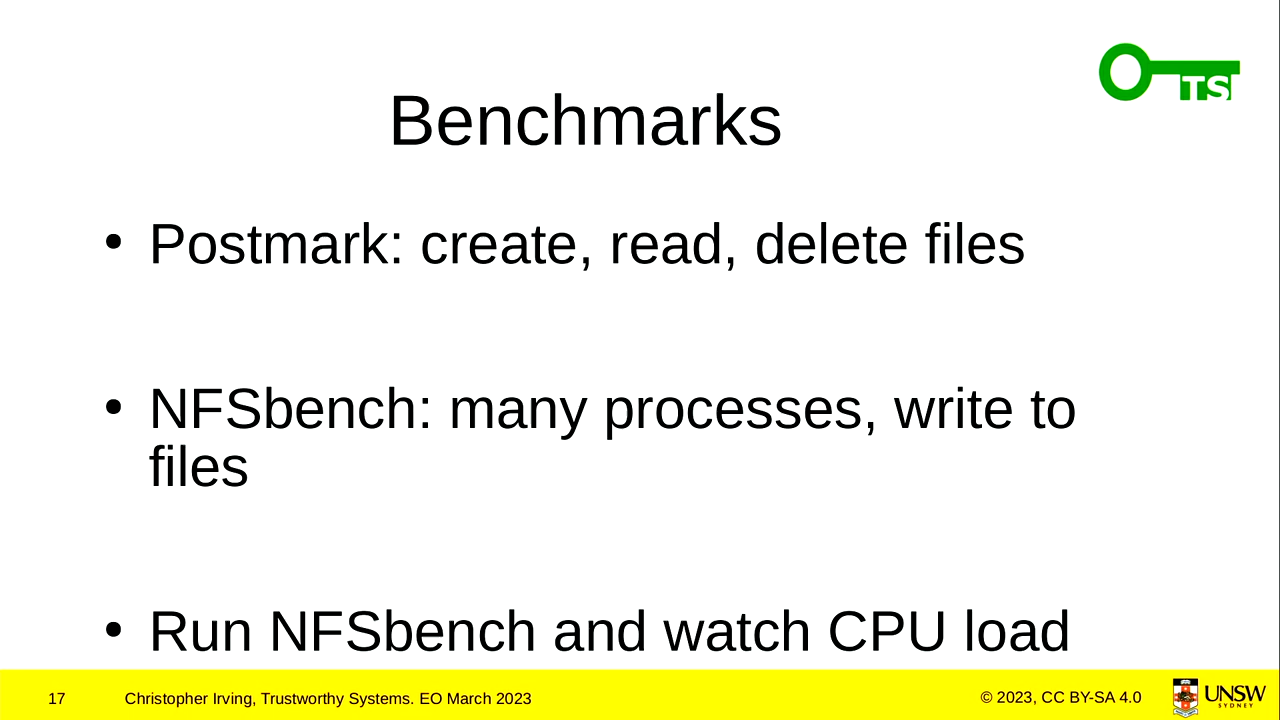 TS
Benchmarks
• Postmark: create, read, delete files
• NFSbench: many processes, write to
files
• Run NFSbench and watch CPU load
17 Christopher Irving, Trustworthy Systems. EO March 2023 © 2023, CC BY-SA 4.0 UNSW
SYDNEY